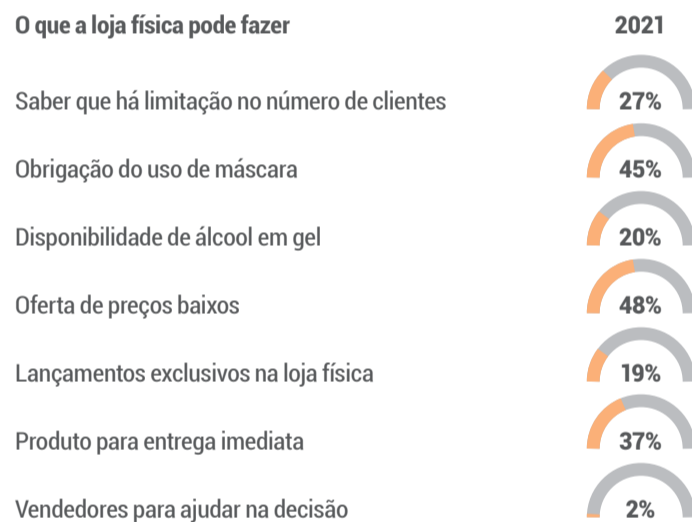 O que a loja física pode fazer 2021
Saber que há limitação no número de clientes 27%
Obrigação do uso de máscara 45%
Disponibilidade de álcool em gel 20%
Oferta de preços baixos 48%
Lançamentos exclusivos na loja física 19%
Produto para entrega imediata 37%
Vendedores para ajudar na decisão 2%